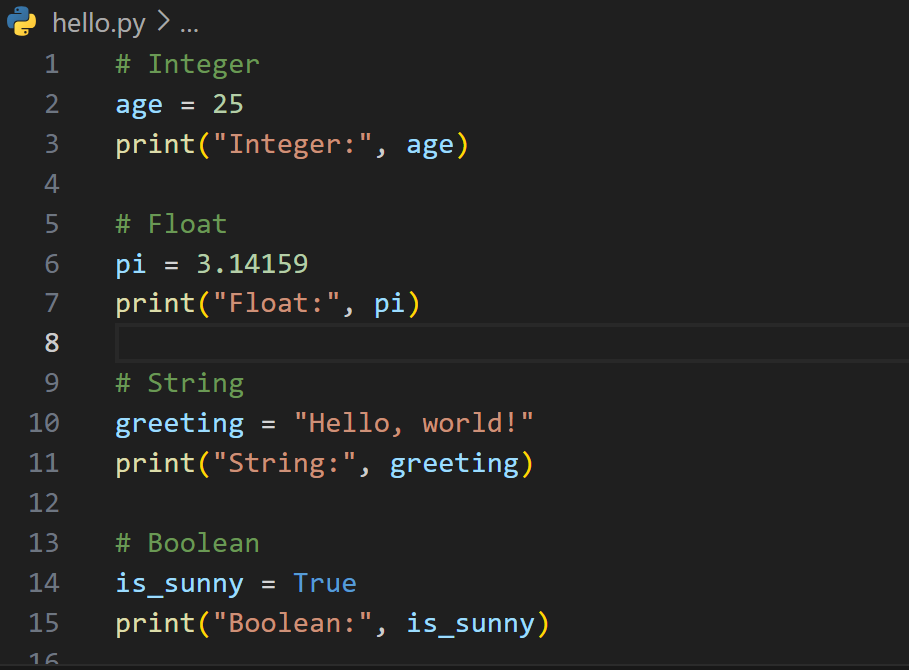 hello.py > ...
1 # Integer
2 age = 25
3 print("Integer:", age)
4
5 # Float
6 pi = 3.14159
7 print("Float:", pi)
8
9 # String
10 greeting = "Hello, world!"
11 print("String:", greeting)
12
13 # Boolean
14 is_sunny = True
15 print("Boolean:", is_sunny)
16